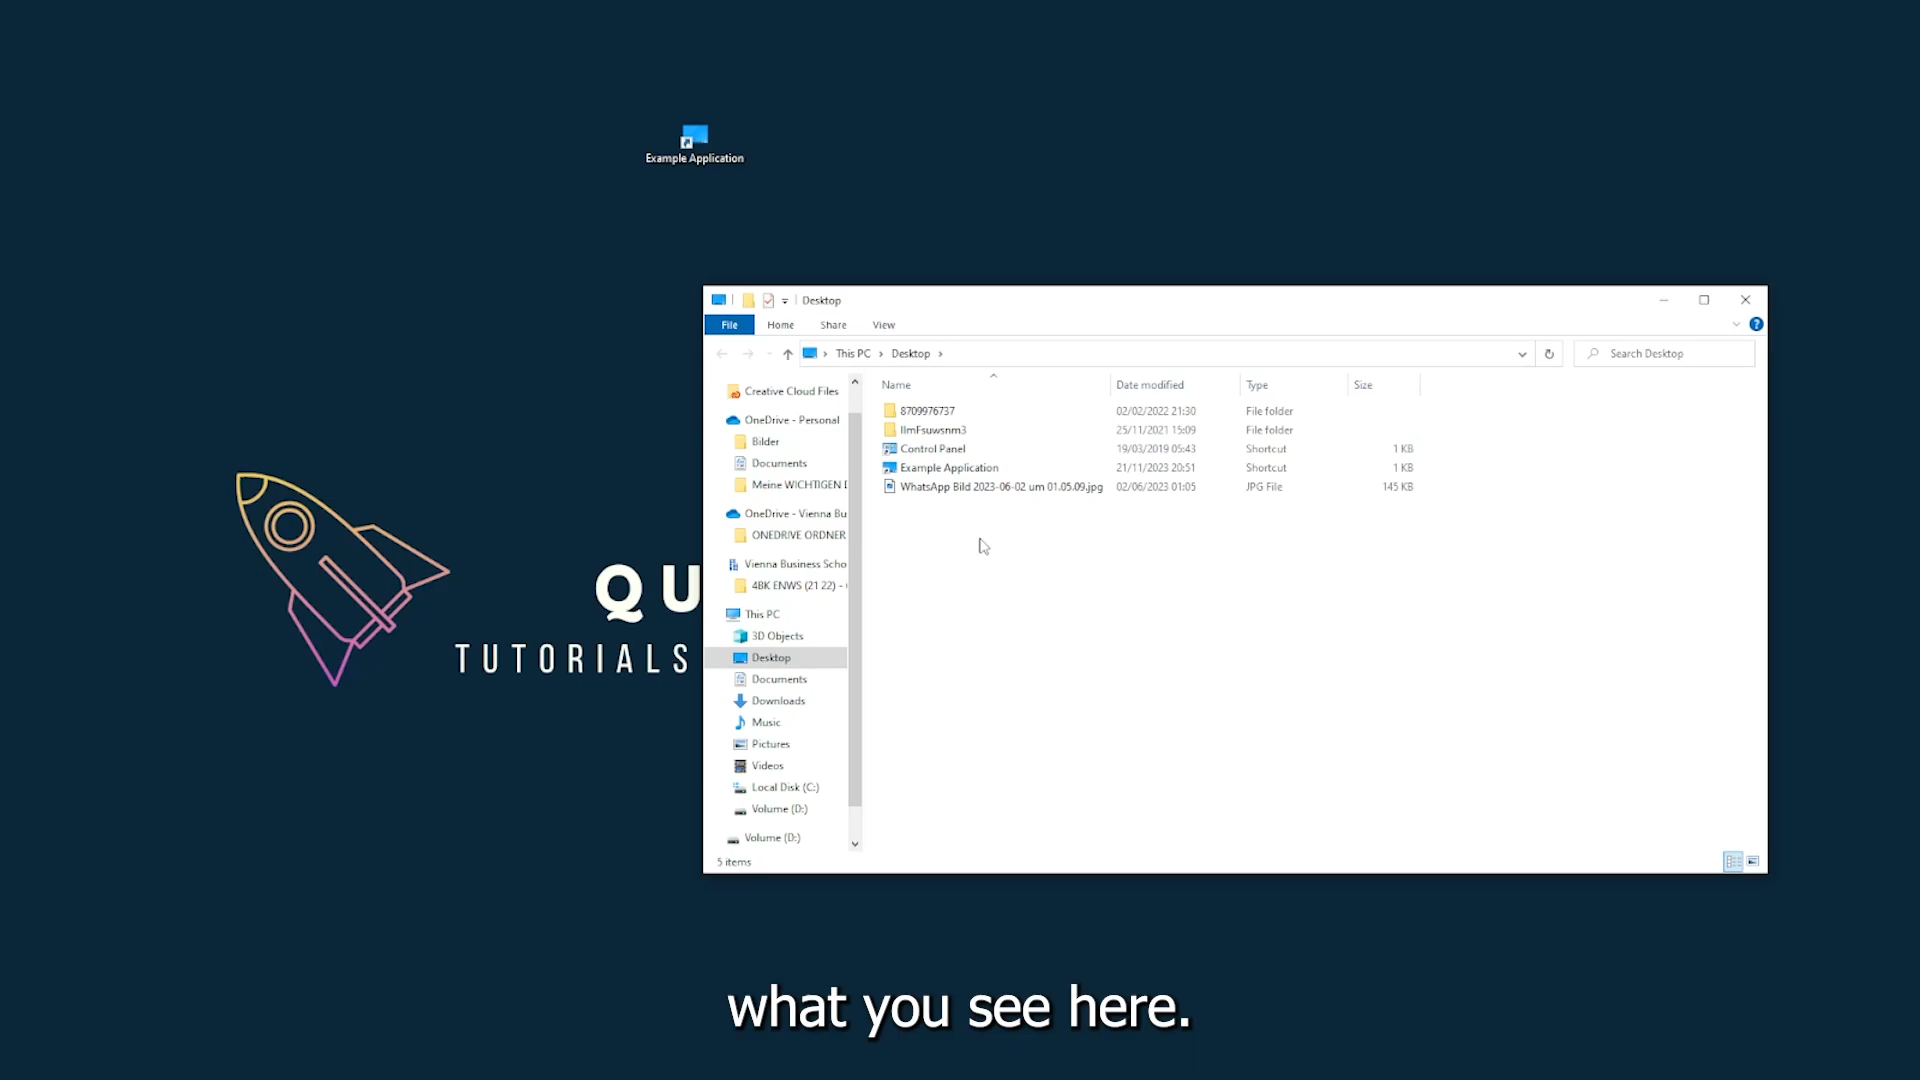 Example Application
QU
TUTORIALS
Desktop
File Home Share View
This PC Desktop
Search Desktop
Name Date modified Type Size
8709976737 02/02/2022 21:30 File folder
IlmFsuwsnm3 25/11/2021 15:09 File folder
Control Panel 19/03/2019 05:43 Shortcut 1 KB
Example Application 21/11/2023 20:51 Shortcut 1 KB
WhatsApp Bild 2023-06-02 um 01.05.09.jpg 02/06/2023 01:05 JPG File 145 KB
Creative Cloud Files
OneDrive - Personal
Bilder
Documents
Meine WICHTIGEN D
OneDrive - Vienna Bu
ONEDRIVE ORDNER
Vienna Business Scho
4BK ENWS (21 22) -
This PC
3D Objects
Desktop
Documents
Downloads
Music
Pictures
Videos
Local Disk (C:)
Volume (D:)
Volume (D:)
5 items
what you see here.